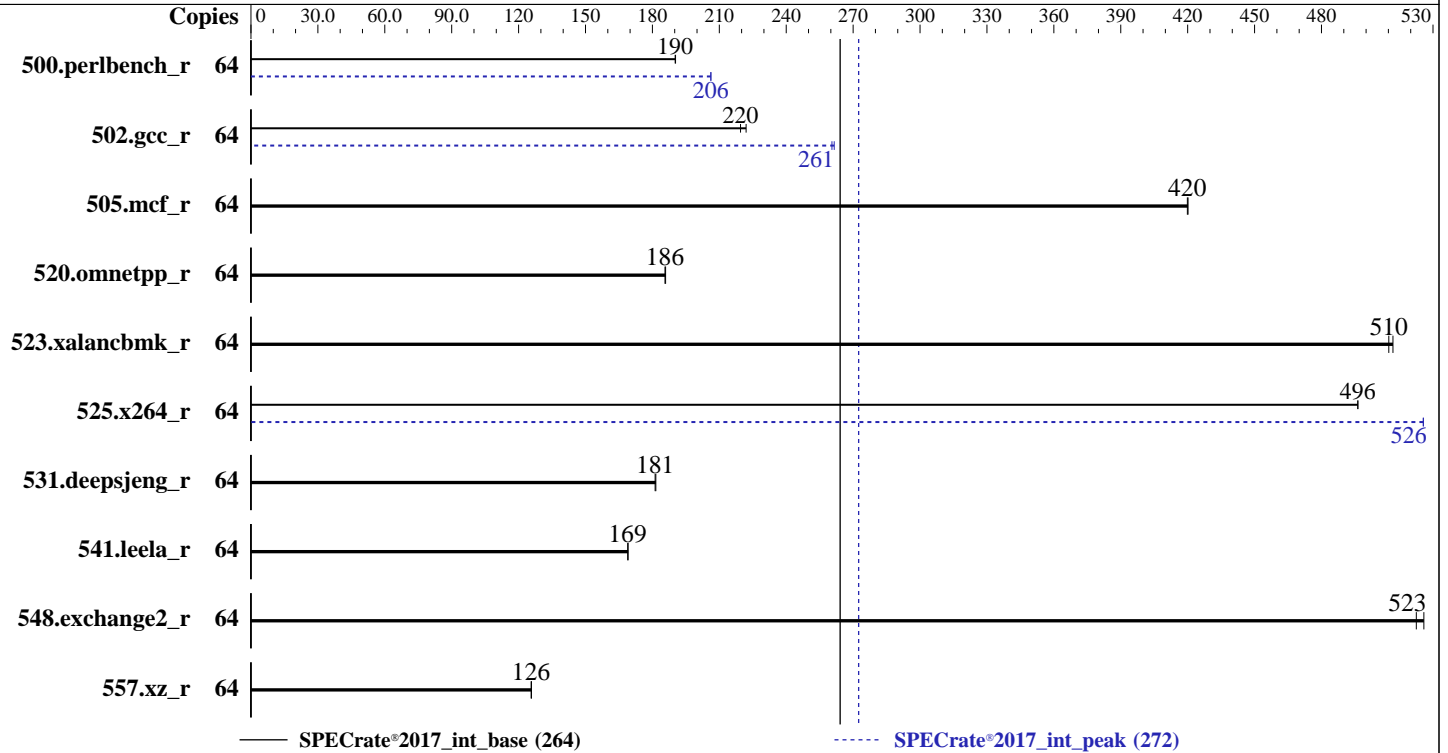 Copies 0 30.0 60.0 90.0 120 150 180 210 240 270 300 330 360 390 420 450 480 530
190
500.perlbench_r 64
206
220
502.gcc_r 64
261
420
505.mcf_r 64
186
520.omnetpp_r 64
510
523.xalancbmk_r 64
496
525.x264_r 64
526
181
531.deepsjeng_r 64
169
541.leela_r 64
523
548.exchange2_r 64
126
557.xz_r 64
SPECrate®2017_int_base (264) SPECrate®2017_int_peak (272)